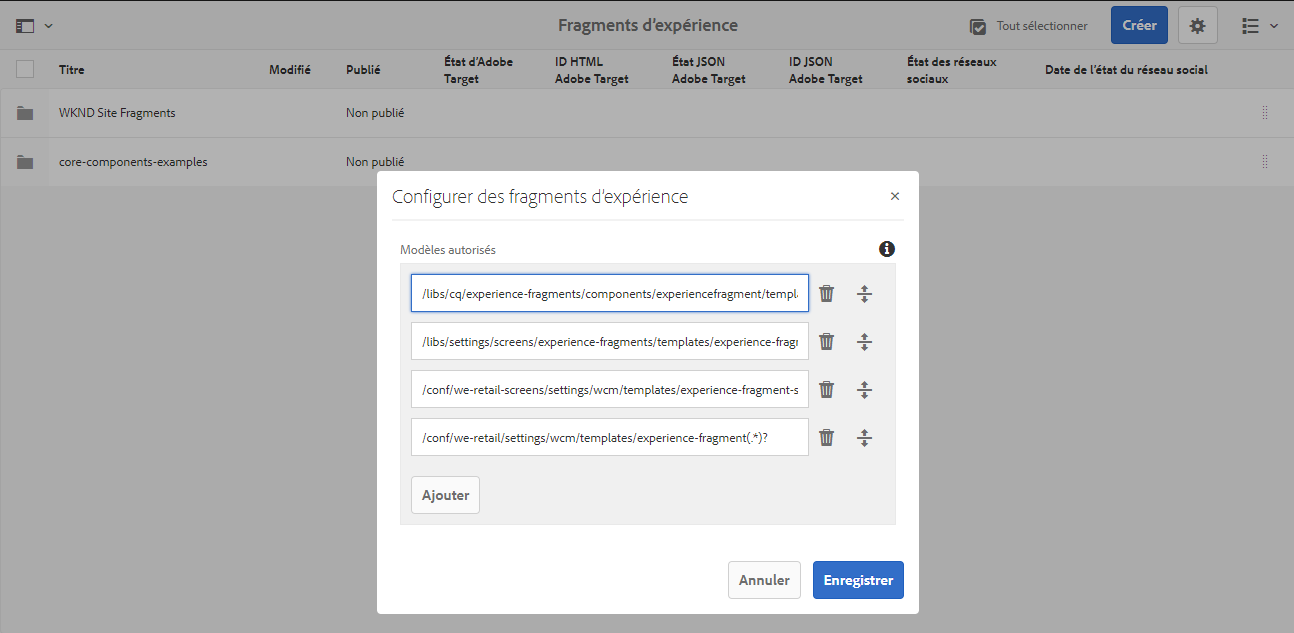 Fragments d’expérience
Tout sélectionner
Créer
Titre
Modifié
Publié
État d’Adobe
Target
ID HTML
Adobe Target
État JSON
Adobe Target
ID JSON
Adobe Target
État des réseaux
sociaux
Date de l’état du réseau social
WKND Site Fragments
Non publié
core-components-examples
Non publié
Configurer des fragments d’expérience
×
Modèles autorisés
/libs/cq/experience-fragments/components/experiencefragment/templ
/libs/settings/screens/experience-fragments/templates/experience-fragr
/conf/we-retail-screens/settings/wcm/templates/experience-fragment-s
/conf/we-retail/settings/wcm/templates/experience-fragment(.*)?
Ajouter
Annuler
Enregistrer